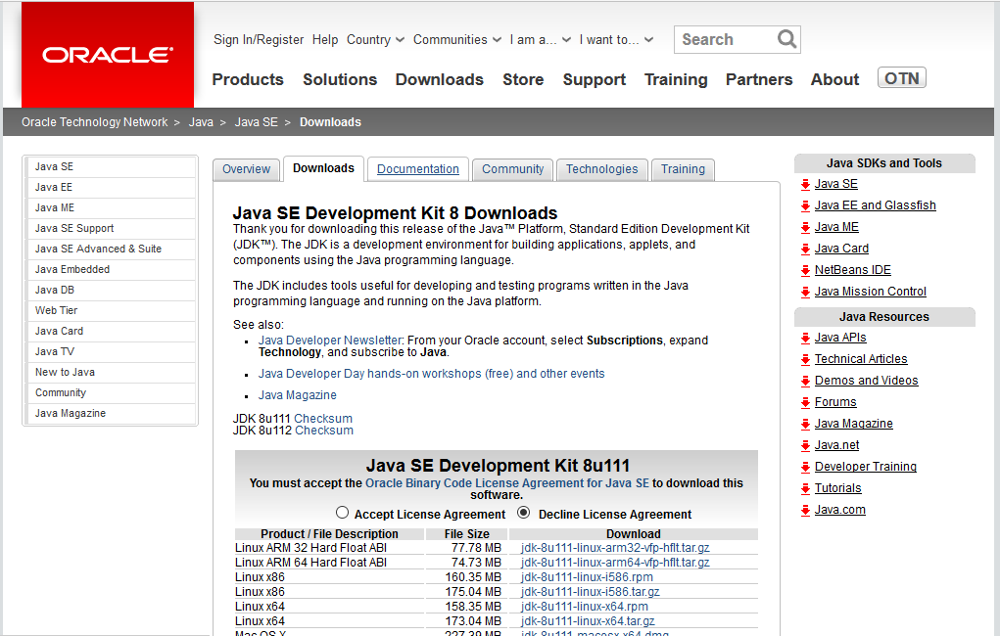 ORACLE
Sign In/Register Help Country Communities I am a... I want to... Search
Products Solutions Downloads Store Support Training Partners About OTN
Oracle Technology Network > Java > Java SE > Downloads
Java SE
Java EE
Java ME
Java SE Support
Java SE Advanced & Suite
Java Embedded
Java DB
Web Tier
Java Card
Java TV
New to Java
Community
Java Magazine
Overview Downloads Documentation Community Technologies Training
Java SE Development Kit 8 Downloads
Thank you for downloading this release of the Java™ Platform, Standard Edition Development Kit
(JDK™). The JDK is a development environment for building applications, applets, and
components using the Java programming language.
The JDK includes tools useful for developing and testing programs written in the Java
programming language and running on the Java platform.
See also:
Java Developer Newsletter: From your Oracle account, select Subscriptions, expand
Technology, and subscribe to Java.
Java Developer Day hands-on workshops (free) and other events
Java Magazine
JDK 8u111 Checksum
JDK 8u112 Checksum
Java SE Development Kit 8u111
You must accept the Oracle Binary Code License Agreement for Java SE to download this
software.
Accept License Agreement Decline License Agreement
Product / File Description File Size Download
Linux ARM 32 Hard Float ABI 77.78 MB jdk-8u111-linux-arm32-vfp-hflt.tar.gz
Linux ARM 64 Hard Float ABI 74.73 MB jdk-8u111-linux-arm64-vfp-hflt.tar.gz
Linux x86 160.35 MB jdk-8u111-linux-i586.rpm
Linux x86 175.04 MB jdk-8u111-linux-i586.tar.gz
Linux x64 158.35 MB jdk-8u111-linux-x64.rpm
Linux x64 173.04 MB jdk-8u111-linux-x64.tar.gz
Mac OS X 227.39 MB jdk-8u111-macosx-x64.dmg
Java SDKs and Tools
Java SE
Java EE and Glassfish
Java ME
Java Card
NetBeans IDE
Java Mission Control
Java Resources
Java APIs
Technical Articles
Demos and Videos
Forums
Java Magazine
Java.net
Developer Training
Tutorials
Java.com